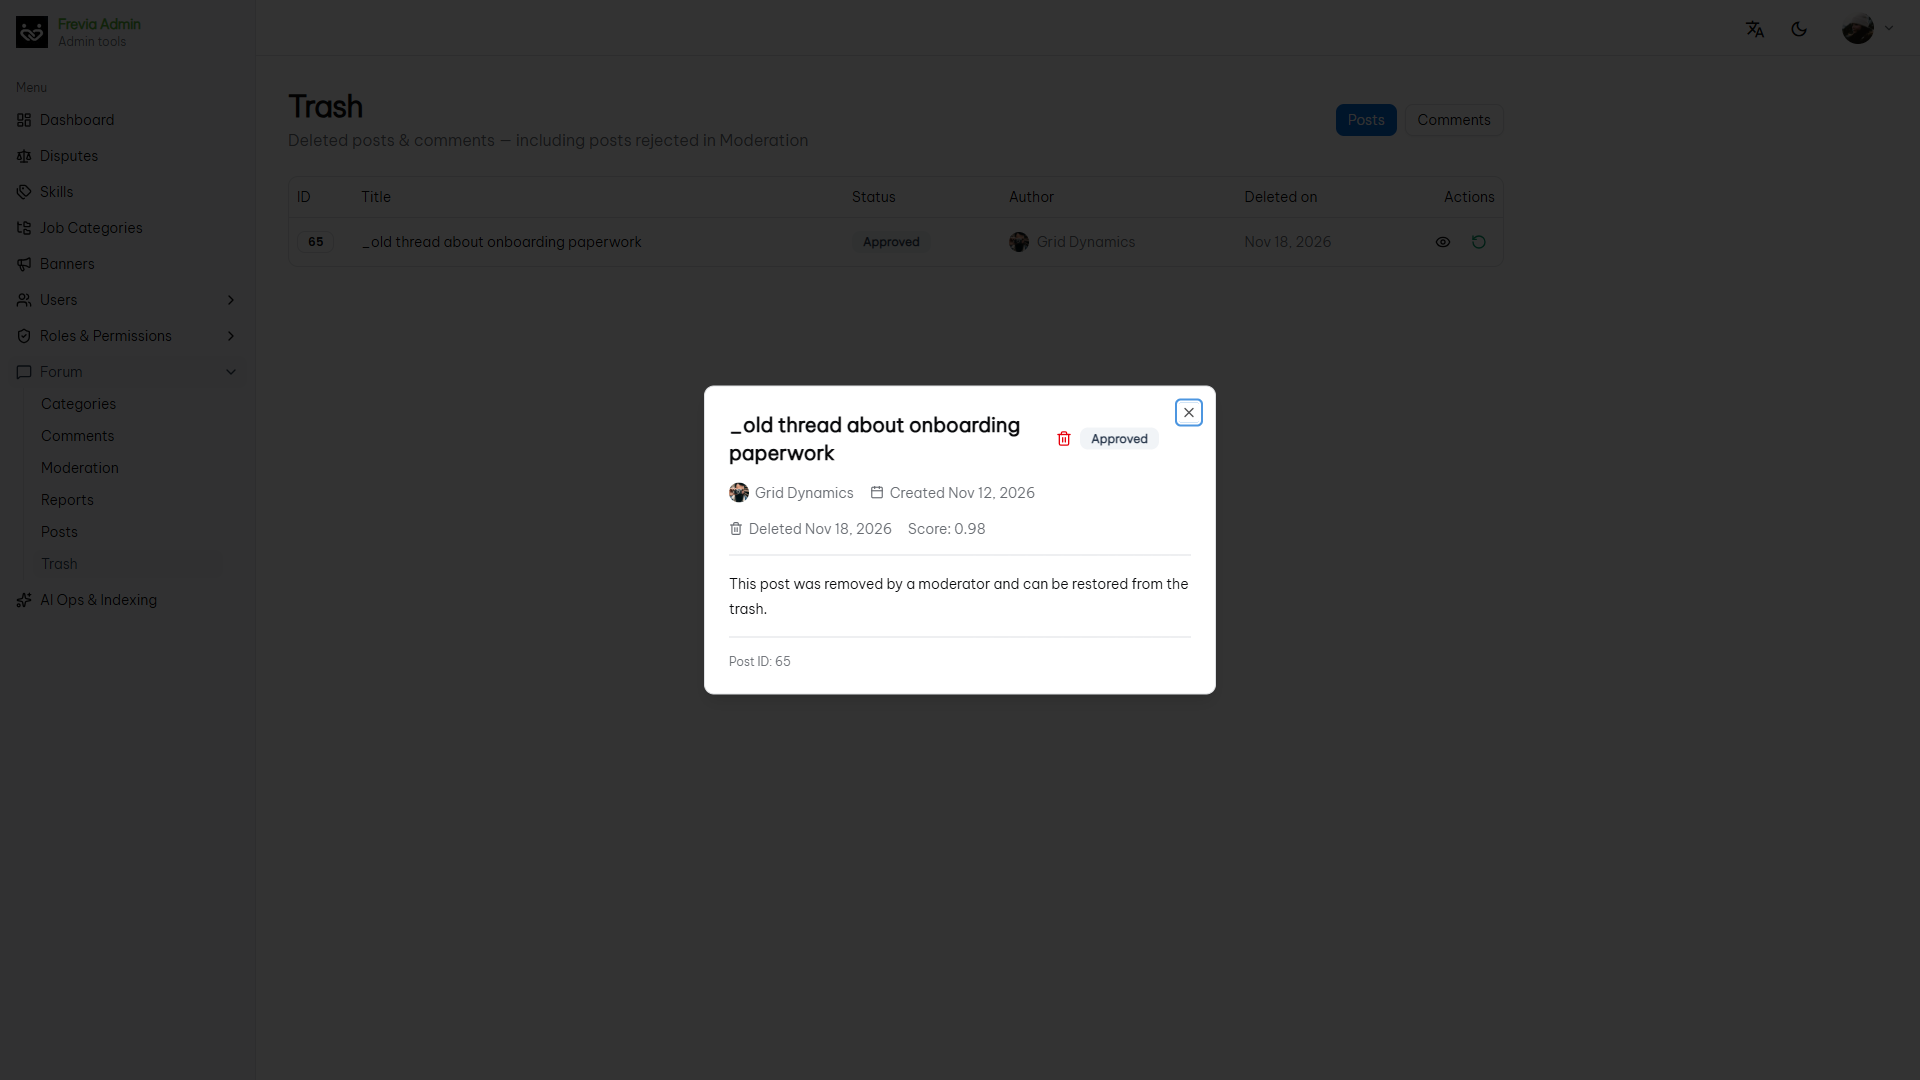 Frevia Admin
Admin tools
Menu
Dashboard
Disputes
Skills
Job Categories
Banners
Users
Roles & Permissions
Forum
Categories
Comments
Moderation
Reports
Posts
Trash
AI Ops & Indexing
Trash
Deleted posts & comments — including posts rejected in Moderation
Posts Comments
ID Title Status Author Deleted on Actions
65 _old thread about onboarding paperwork Approved Grid Dynamics Nov 18, 2026
_old thread about onboarding
paperwork
Approved
Grid Dynamics Created Nov 12, 2026
Deleted Nov 18, 2026 Score: 0.98
This post was removed by a moderator and can be restored from the
trash.
Post ID: 65